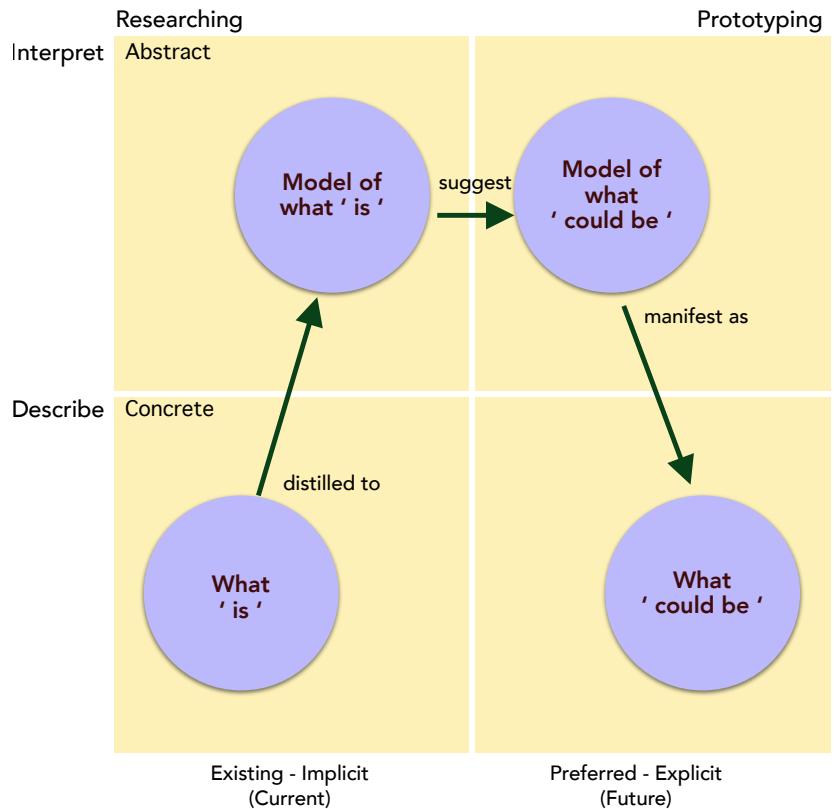 Researching
Prototyping
Interpret
Abstract
Model of
what ‘ is ‘
suggest
Model of
what
‘ could be ‘
manifest as
Describe
Concrete
distilled to
What
‘ is ‘
What
‘ could be ‘
Existing - Implicit
(Current)
Preferred - Explicit
(Future)